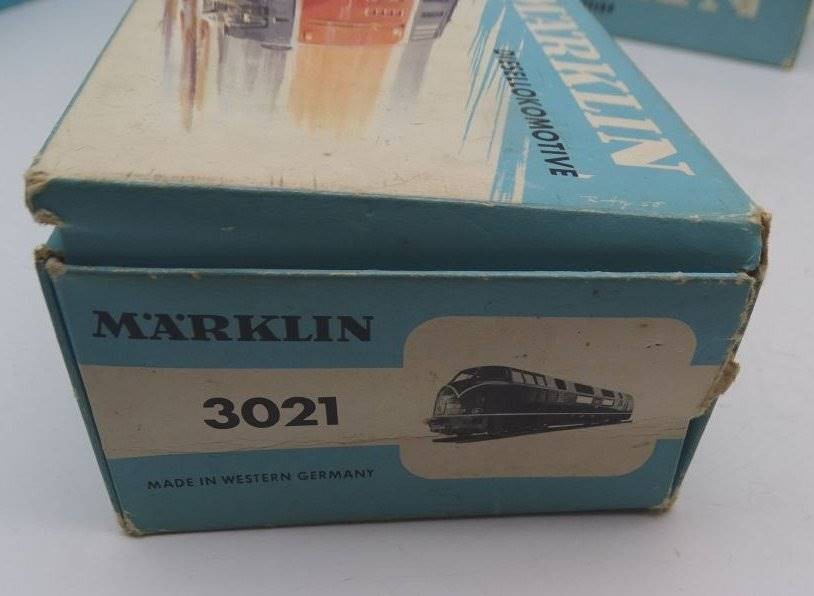 MÄRKLIN
DIESELLOKOMOTIVE
MÄRKLIN
3021
MADE IN WESTERN GERMANY